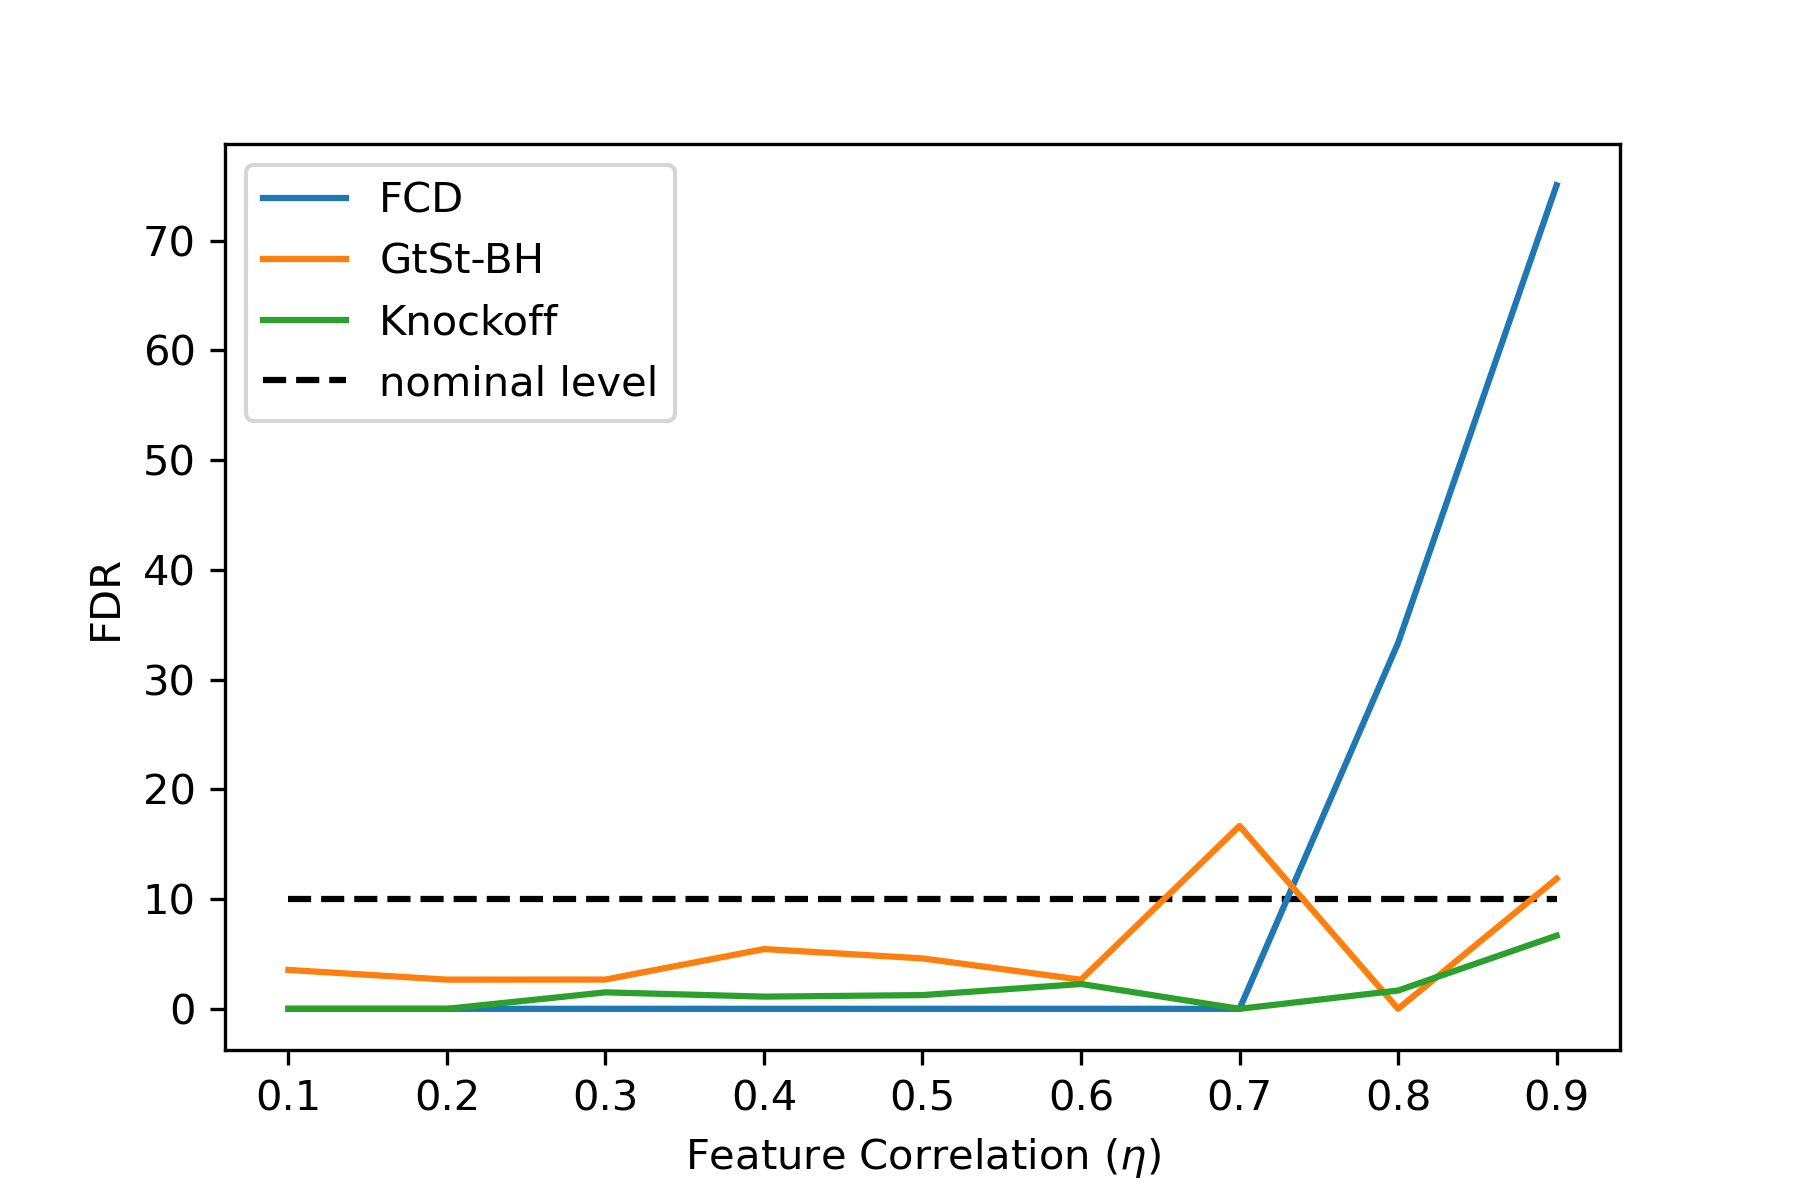 FCD
GtSt-BH
Knockoff
nominal level
70
60
50
40
30
20
10
0
FDR
0.1 0.2 0.3 0.4 0.5 0.6 0.7 0.8 0.9
Feature Correlation (η)